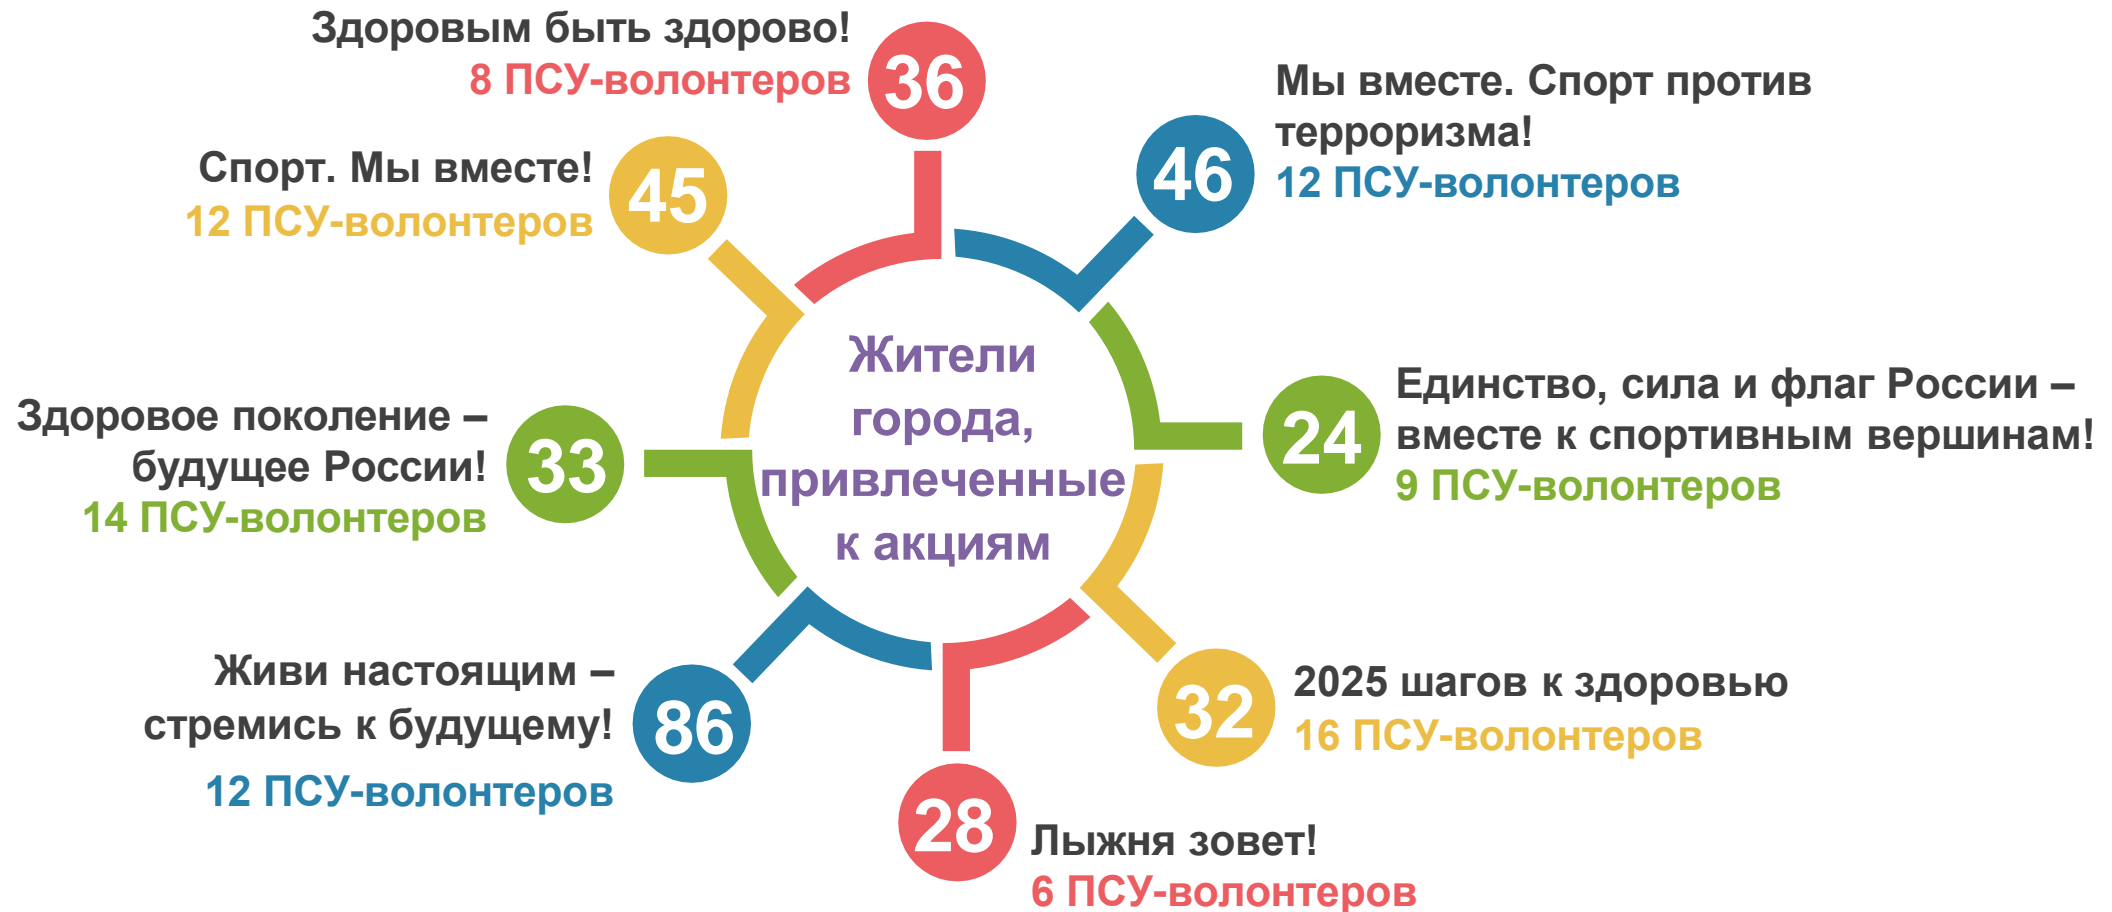 Здоровым быть здорово!
8 ПСУ-волонтеров
36
Мы вместе. Спорт против
терроризма!
12 ПСУ-волонтеров
46
Спорт. Мы вместе!
12 ПСУ-волонтеров
45
Единство, сила и флаг России –
вместе к спортивным вершинам!
9 ПСУ-волонтеров
24
Жители
города,
привлеченные
к акциям
Здоровое поколение –
будущее России!
14 ПСУ-волонтеров
33
2025 шагов к здоровью
16 ПСУ-волонтеров
32
Живи настоящим –
стремись к будущему!
12 ПСУ-волонтеров
86
28
Лыжня зовет!
6 ПСУ-волонтеров